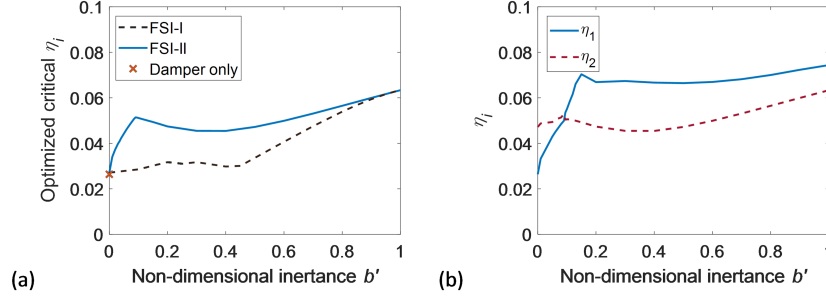 0.1
0.08
0.06
0.04
0.02
0
Optimized critical ηi
FSI-I
FSI-II
Damper only
0 0.2 0.4 0.6 0.8 1
Non-dimensional inertance b'
(a)
0.1
0.08
0.06
0.04
0.02
0
ηi
η1
η2
0 0.2 0.4 0.6 0.8 1
Non-dimensional inertance b'
(b)